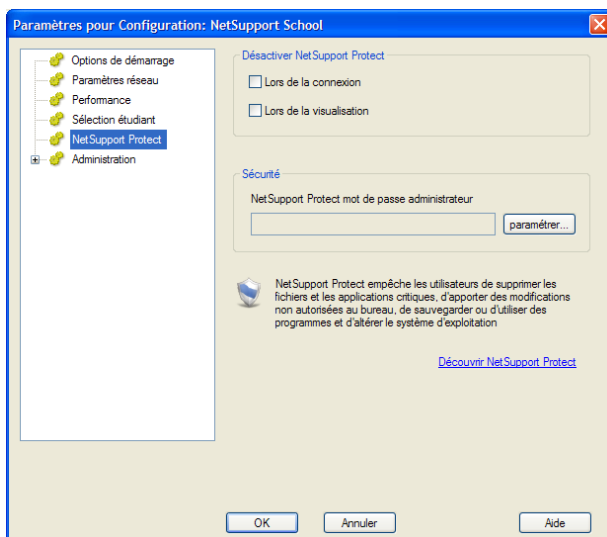 Paramètres pour Configuration: NetSupport School
Options de démarrage
Paramètres réseau
Performance
Sélection étudiant
NetSupport Protect
Administration
Désactiver NetSupport Protect
Lors de la connexion
Lors de la visualisation
Sécurité
NetSupport Protect mot de passe administrateur
paramétrer...
NetSupport Protect empêche les utilisateurs de supprimer les
fichiers et les applications critiques, d'apporter des modifications
non autorisées au bureau, de sauvegarder ou d'utiliser des
programmes et d'altérer le système d'exploitation
Découvrir NetSupport Protect
OK
Annuler
Aide